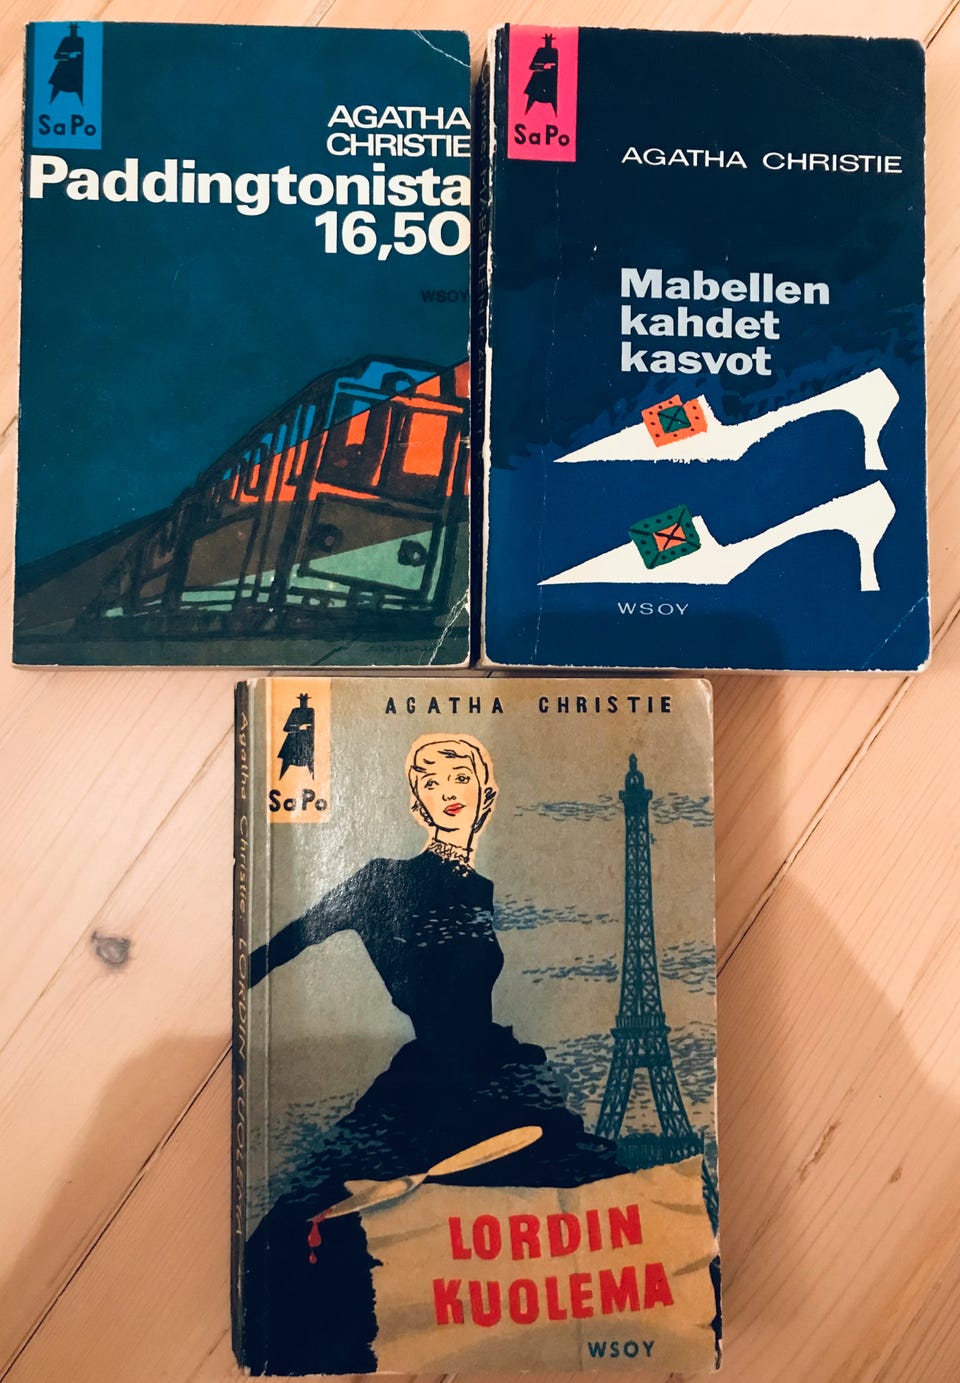 SaPo
AGATHA
CHRISTIE
Paddingtonista
16,50
WSOY
SaPo
AGATHA CHRISTIE
Mabellen
kahdet
kasvot
WSOY
SaPo
AGATHA CHRISTIE
LORDIN
KUOLEMA
WSOY
Agatha Christie: LORDIN KUOLEMA